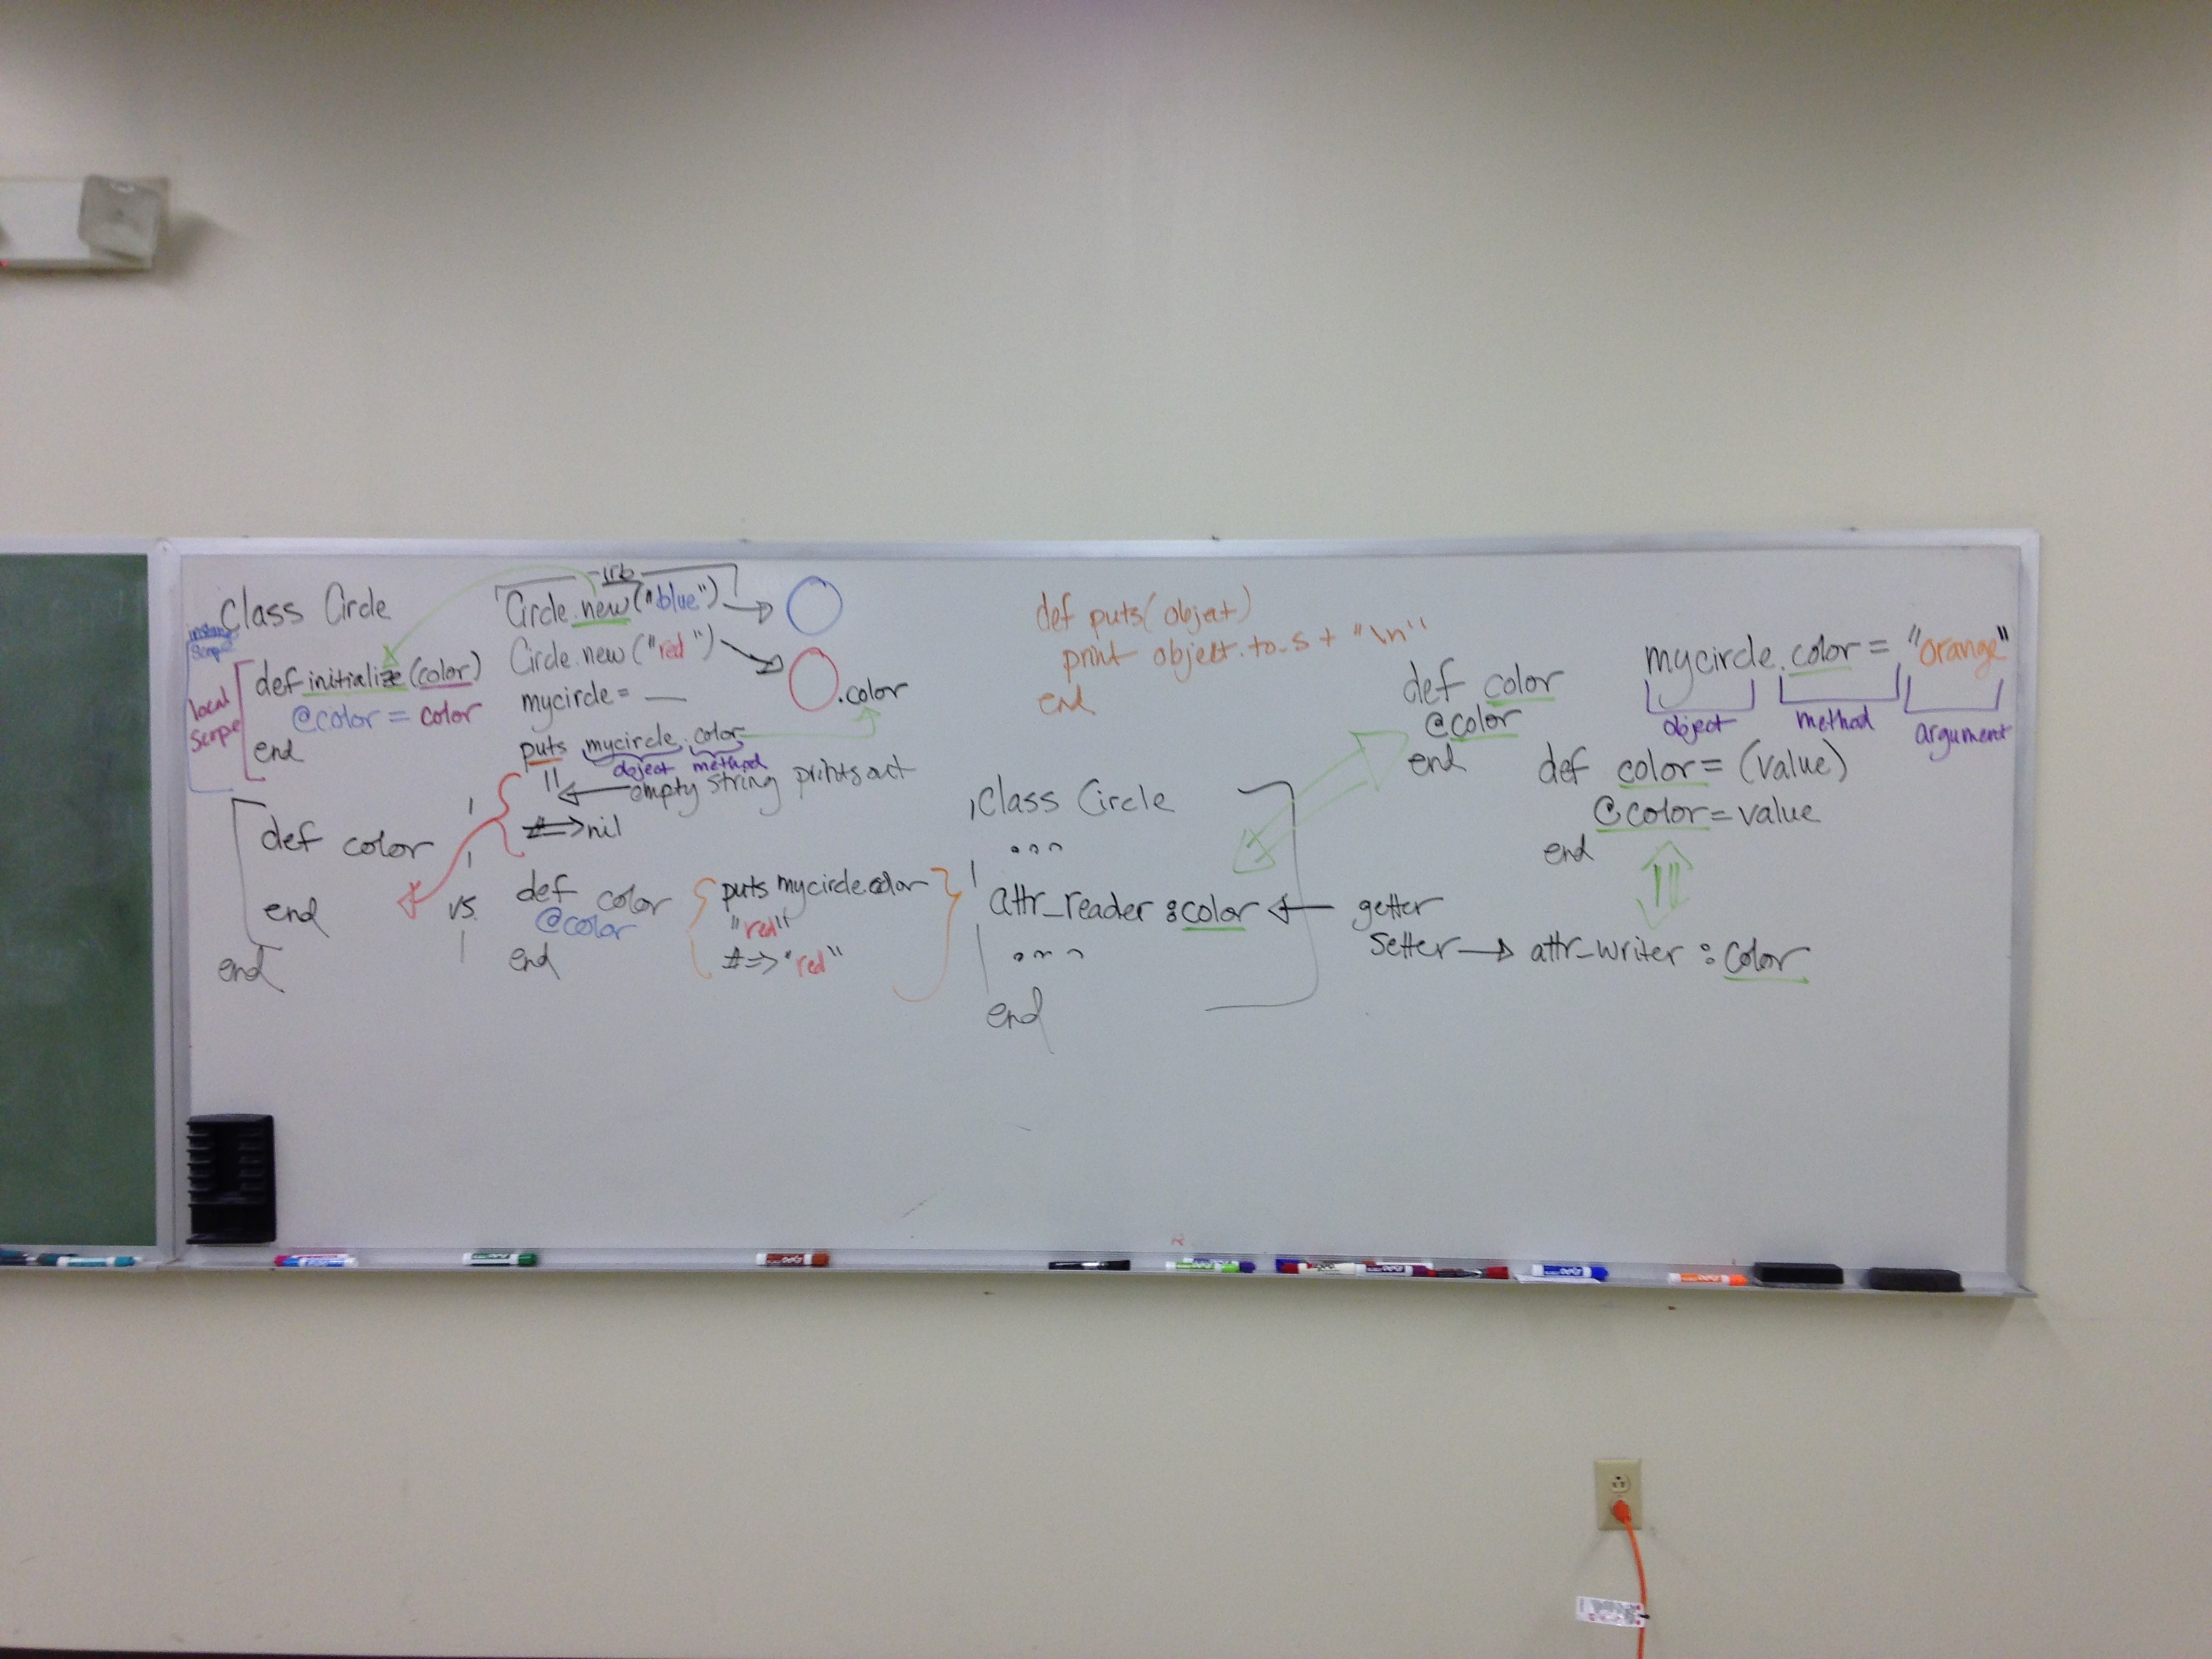 Class Circle
instance
scope
local
scope
def initialize (color)
@color = color
end
def color
end
end
irb
Circle.new("blue")
Circle.new("red")
mycircle = __
.color
puts mycircle.color
object method
"" empty string prints out
#=> nil
vs.
def color
@color
end
puts mycircle.color
"red"
#=> "red"
def puts(object)
print object.to_s + "\n"
end
Class Circle
...
attr_reader :color
...
end
getter
setter
attr_writer :color
def color
@color
end
mycircle.color = "orange"
object method argument
def color=(value)
@color = value
end